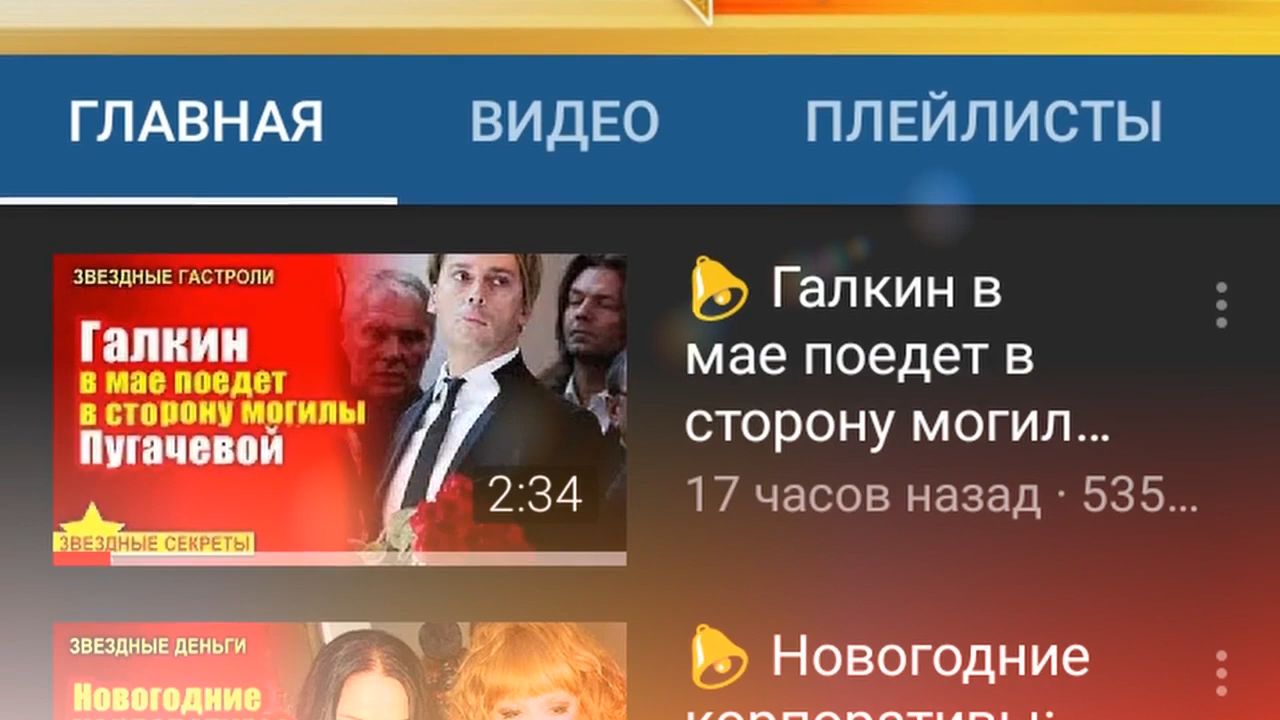 ГЛАВНАЯ ВИДЕО ПЛЕЙЛИСТЫ
ЗВЕЗДНЫЕ ГАСТРОЛИ
Галкин
в мае поедет
в сторону могилы
Пугачевой
2:34
ЗВЕЗДНЫЕ СЕКРЕТЫ
Галкин в
мае поедет в
сторону могил...
17 часов назад · 535...
ЗВЕЗДНЫЕ ДЕНЬГИ
Новогодние
Новогодние
корпоративы: